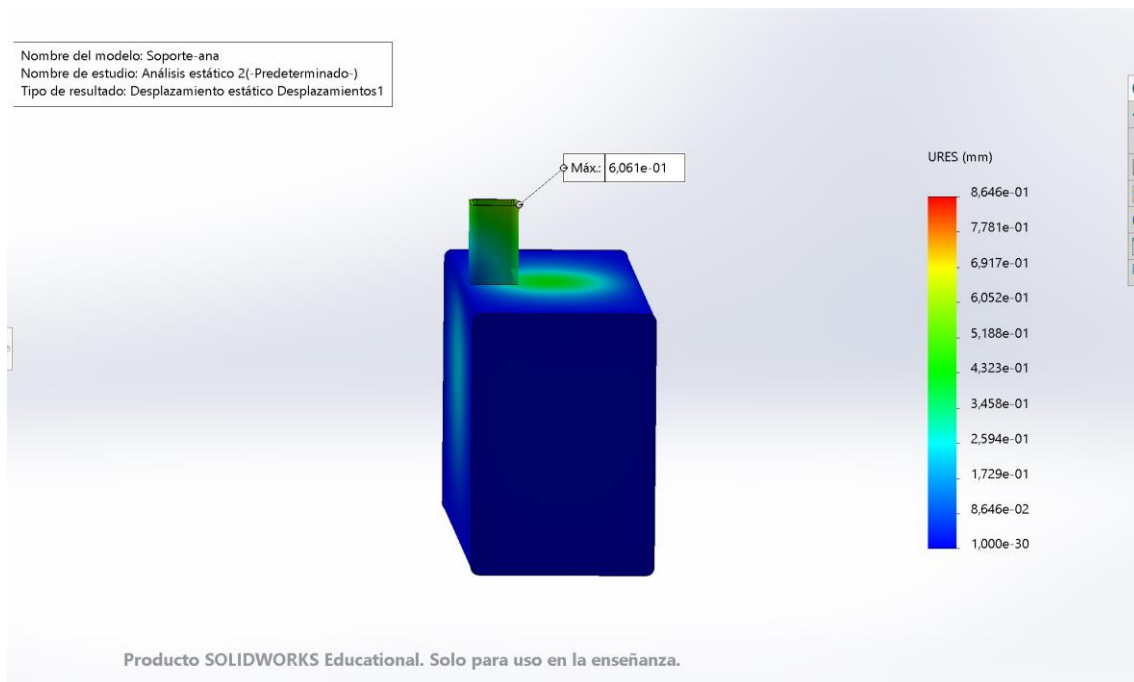 Nombre del modelo: Soporte-ana
Nombre de estudio: Análisis estático 2(-Predeterminado-)
Tipo de resultado: Desplazamiento estático Desplazamientos1
Máx.: 6,061e-01
URES (mm)
8,646e-01
7,781e-01
6,917e-01
6,052e-01
5,188e-01
4,323e-01
3,458e-01
2,594e-01
1,729e-01
8,646e-02
1,000e-30
Producto SOLIDWORKS Educational. Solo para uso en la enseñanza.